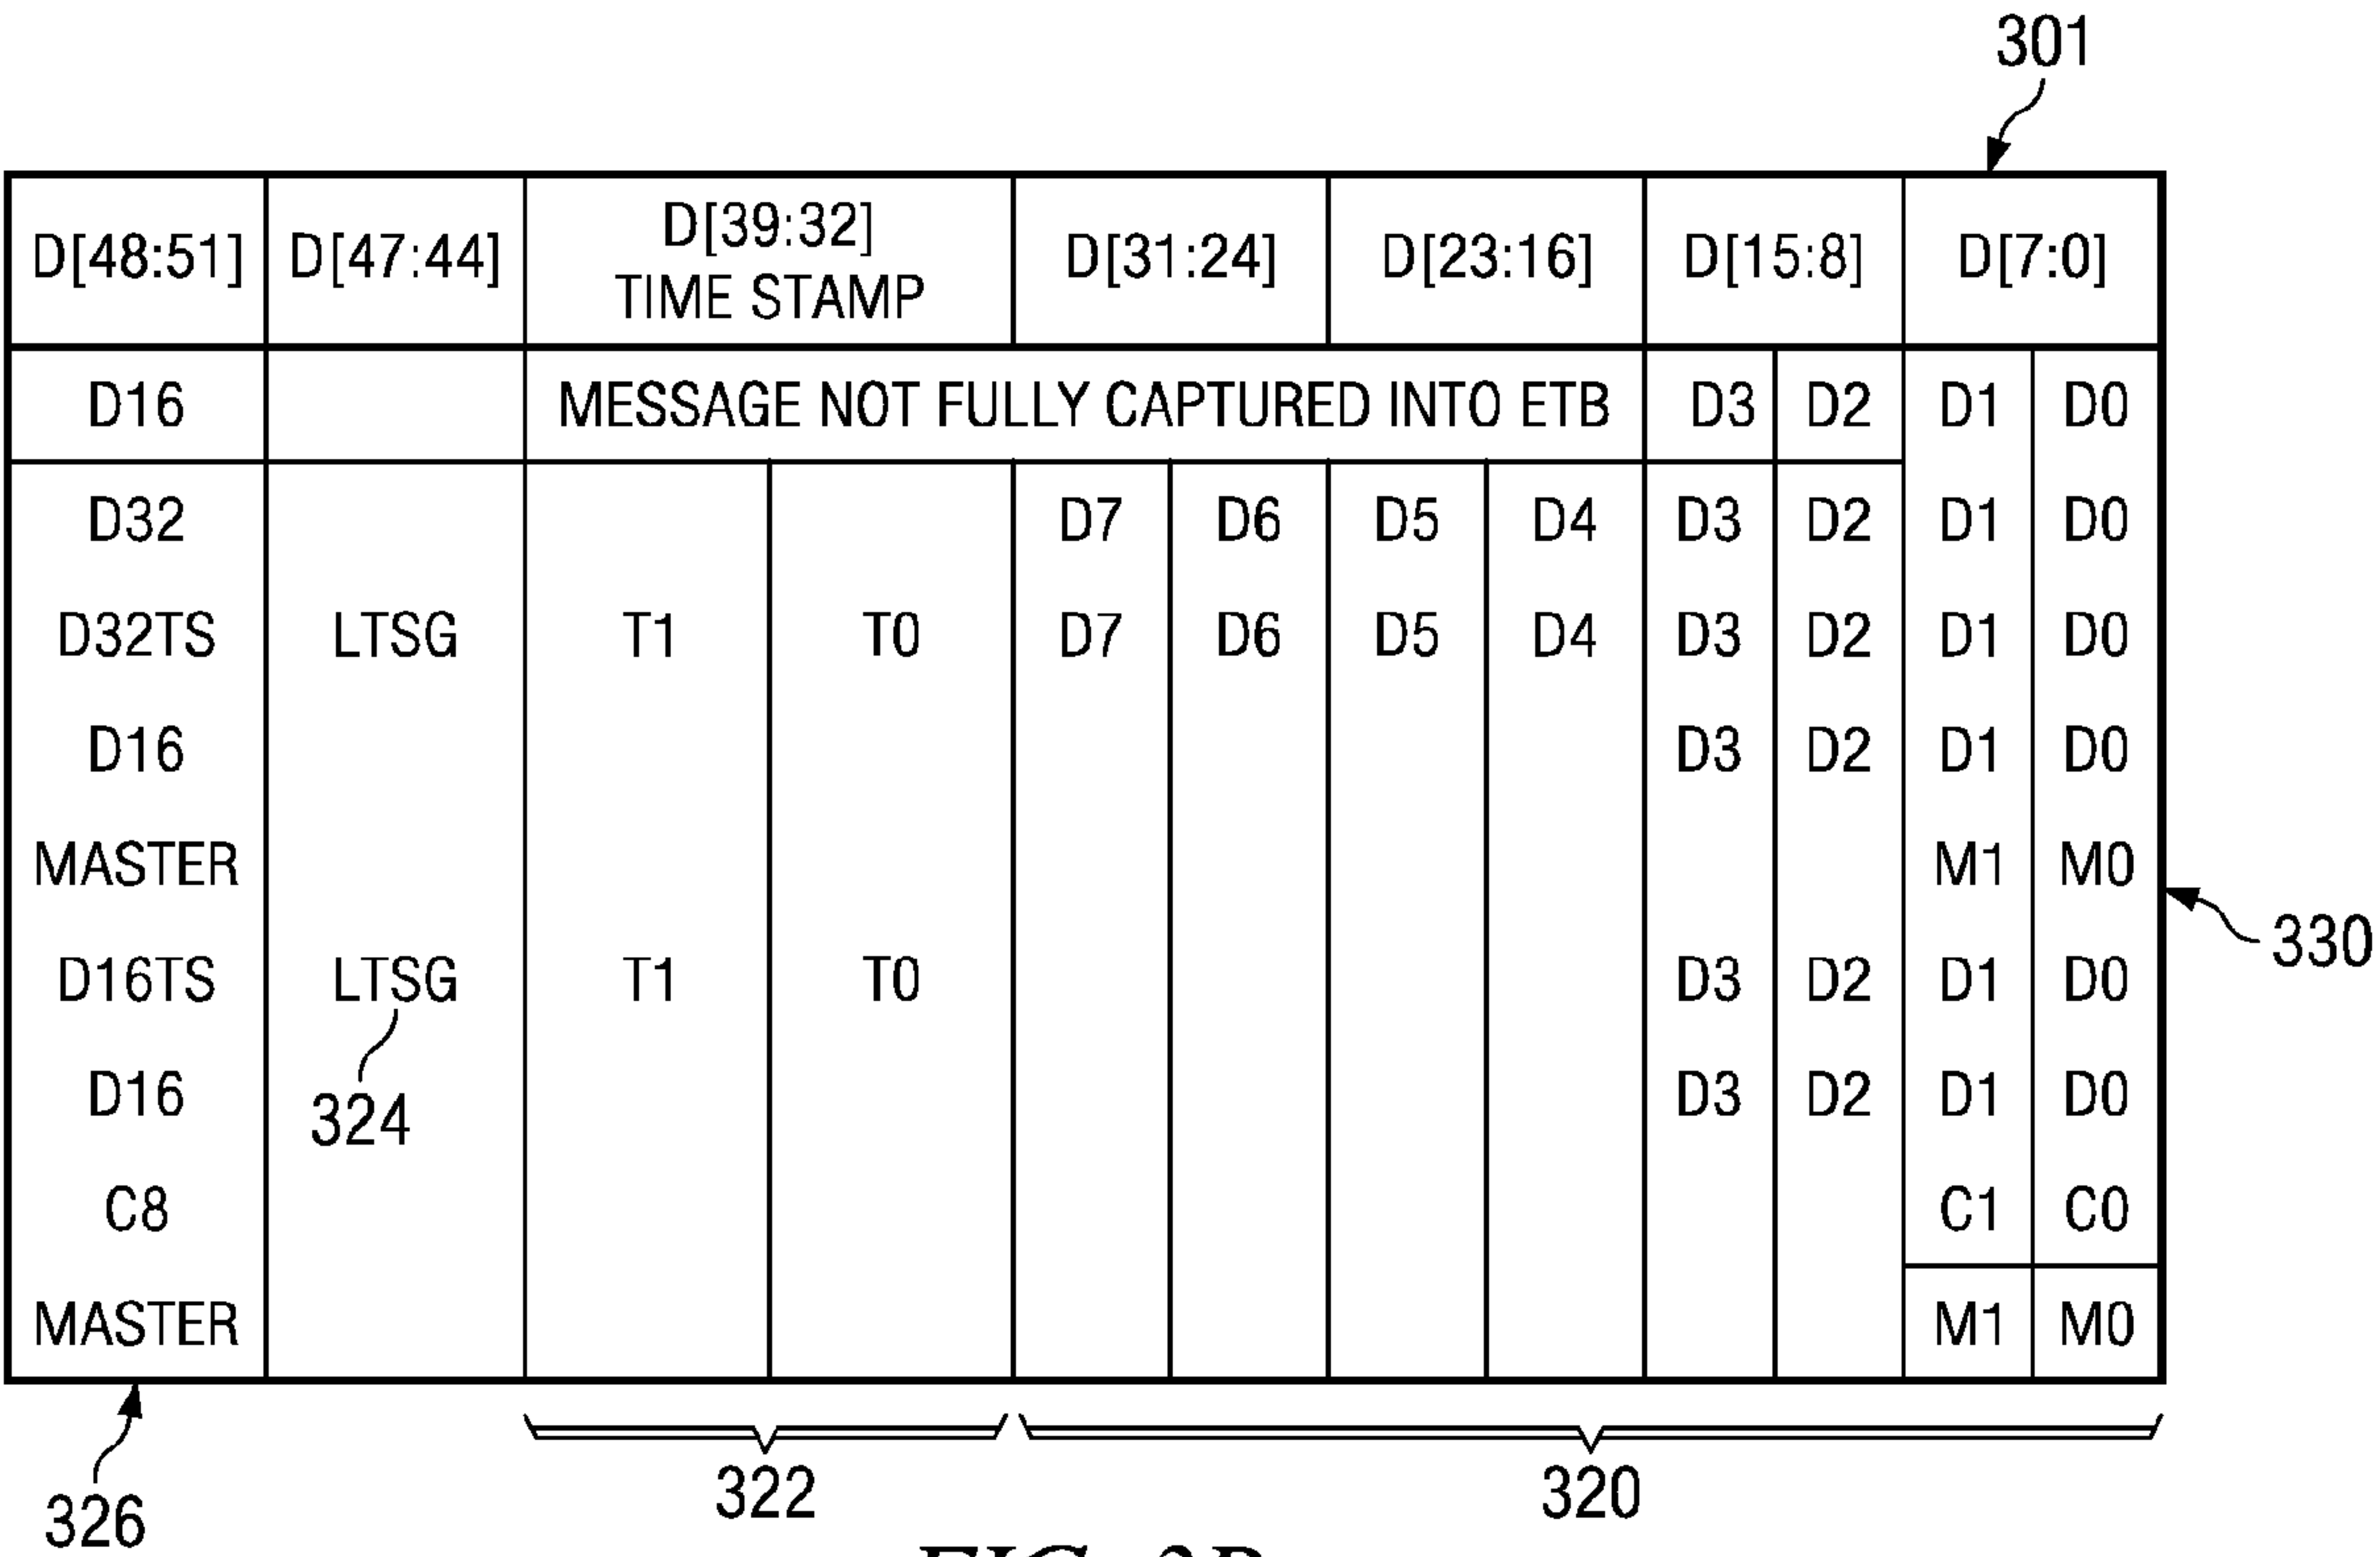 301
D[48:51] D[47:44] D[39:32] TIME STAMP D[31:24] D[23:16] D[15:8] D[7:0]
D16 MESSAGE NOT FULLY CAPTURED INTO ETB D3 D2 D1 D0
D32 D7 D6 D5 D4 D3 D2 D1 D0
D32TS LTSG T1 T0 D7 D6 D5 D4 D3 D2 D1 D0
D16 D3 D2 D1 D0
MASTER M1 M0
330
D16TS LTSG T1 T0 D3 D2 D1 D0
D16 D3 D2 D1 D0
324
C8 C1 C0
MASTER M1 M0
326 322 320